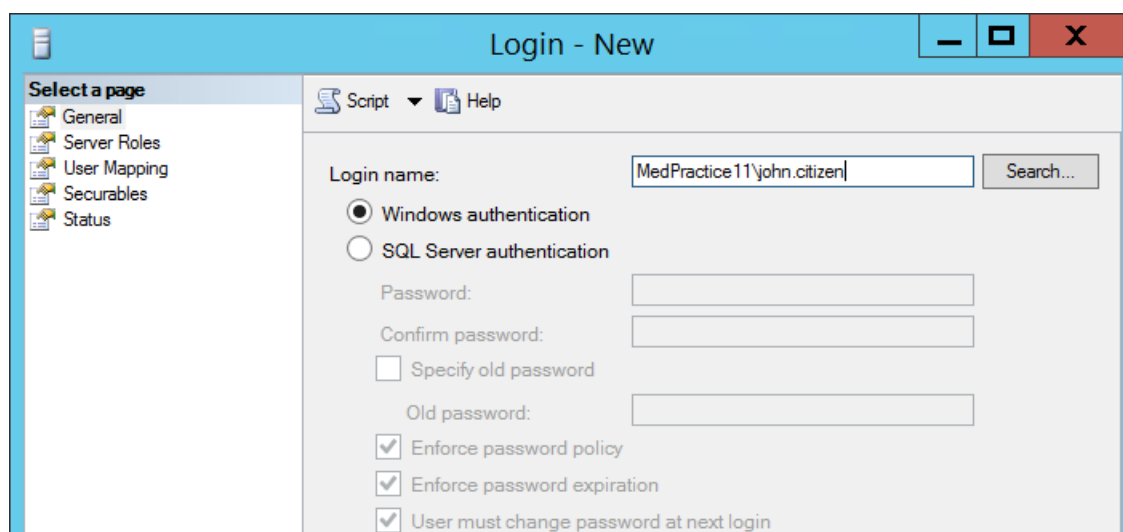 Login - New
Select a page
General
Server Roles
User Mapping
Securables
Status
Script Help
Login name: MedPractice11\john.citizen Search...
Windows authentication
SQL Server authentication
Password:
Confirm password:
Specify old password
Old password:
Enforce password policy
Enforce password expiration
User must change password at next login